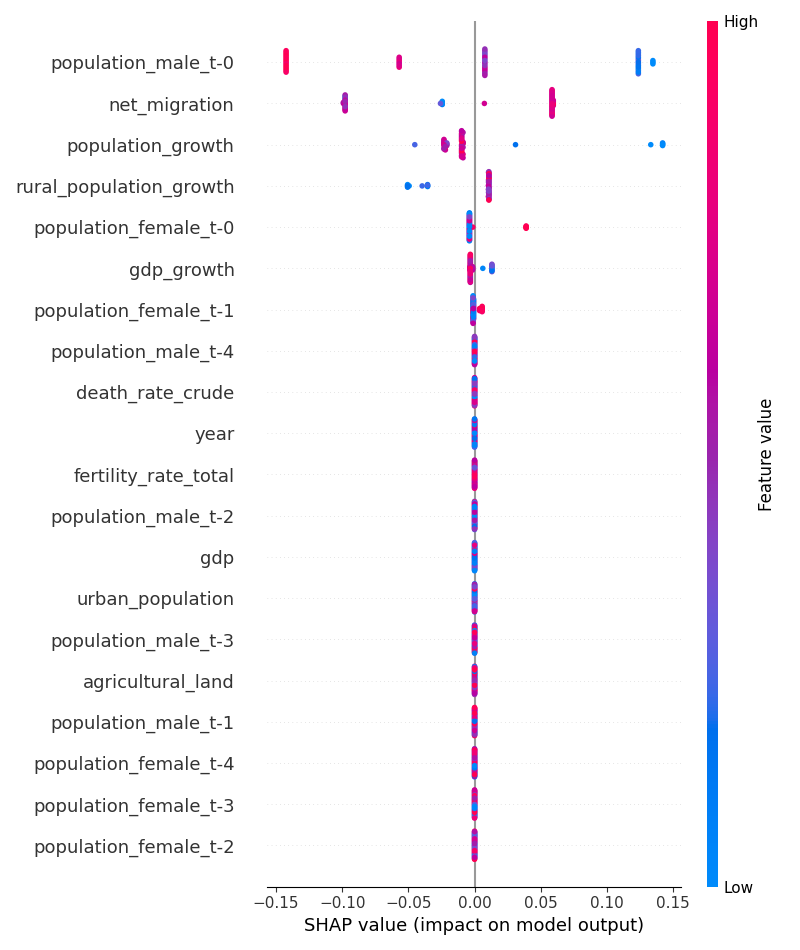 High
population_male_t-0
net_migration
population_growth
rural_population_growth
population_female_t-0
gdp_growth
population_female_t-1
population_male_t-4
death_rate_crude
year
fertility_rate_total
population_male_t-2
gdp
urban_population
population_male_t-3
agricultural_land
population_male_t-1
population_female_t-4
population_female_t-3
population_female_t-2
Feature value
Low
−0.15 −0.10 −0.05 0.00 0.05 0.10 0.15
SHAP value (impact on model output)